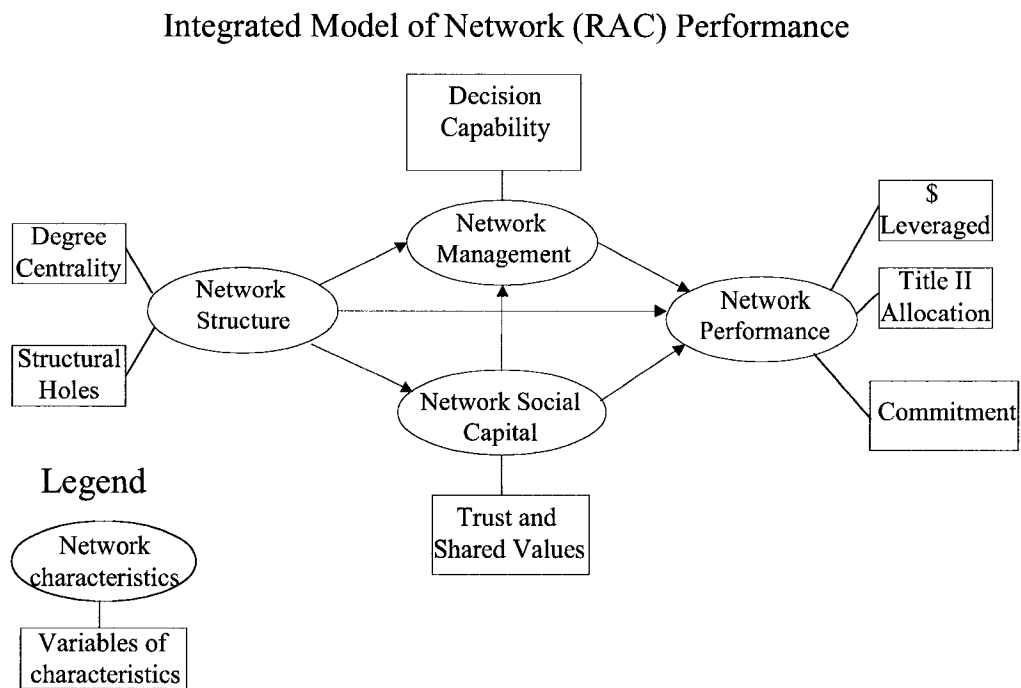 Integrated Model of Network (RAC) Performance
Decision
Capability
$
Leveraged
Degree
Centrality
Network
Management
Title II
Allocation
Network
Structure
Network
Performance
Structural
Holes
Network Social
Capital
Commitment
Legend
Trust and
Shared Values
Network
characteristics
Variables of
characteristics